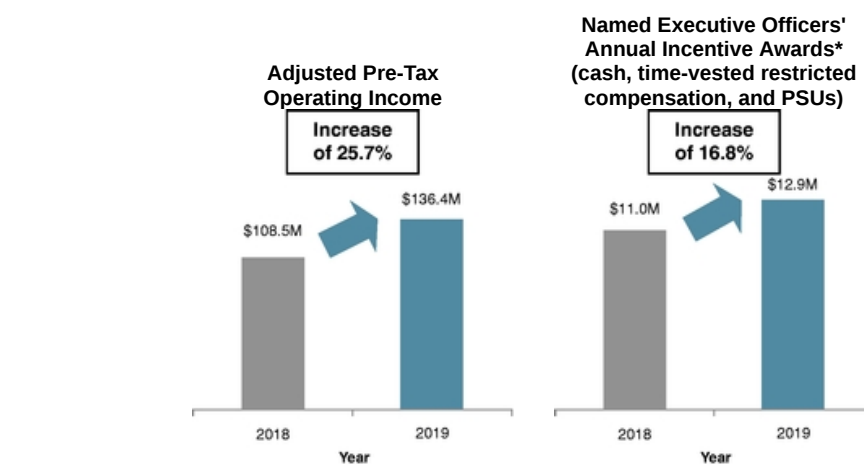 Adjusted Pre-Tax
Operating Income
Increase
of 25.7%
$108.5M
$136.4M
2018
2019
Year
Named Executive Officers'
Annual Incentive Awards*
(cash, time-vested restricted
compensation, and PSUs)
Increase
of 16.8%
$11.0M
$12.9M
2018
2019
Year